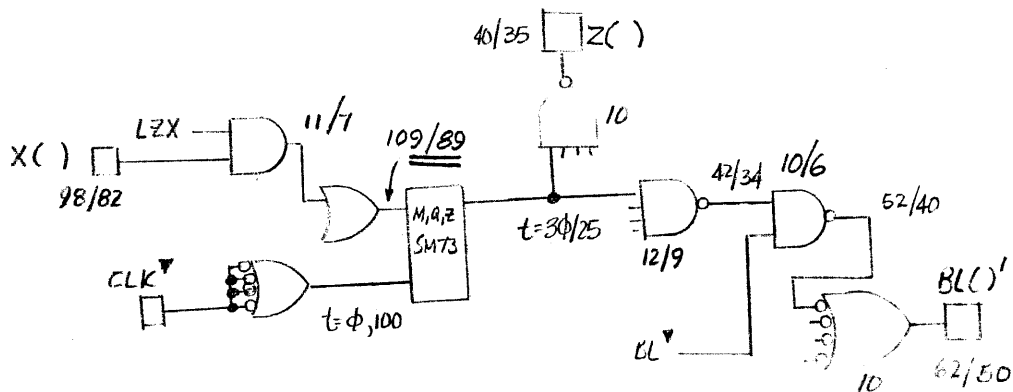 40/35
Z( )
10
LZX
11/7
X( )
98/82
109/89
M,Q,Z
SMT3
t=3φ/25
42/34
10/6
52/40
12/9
CLK▼
t=φ,100
BL▼
BL()'
10
62/50